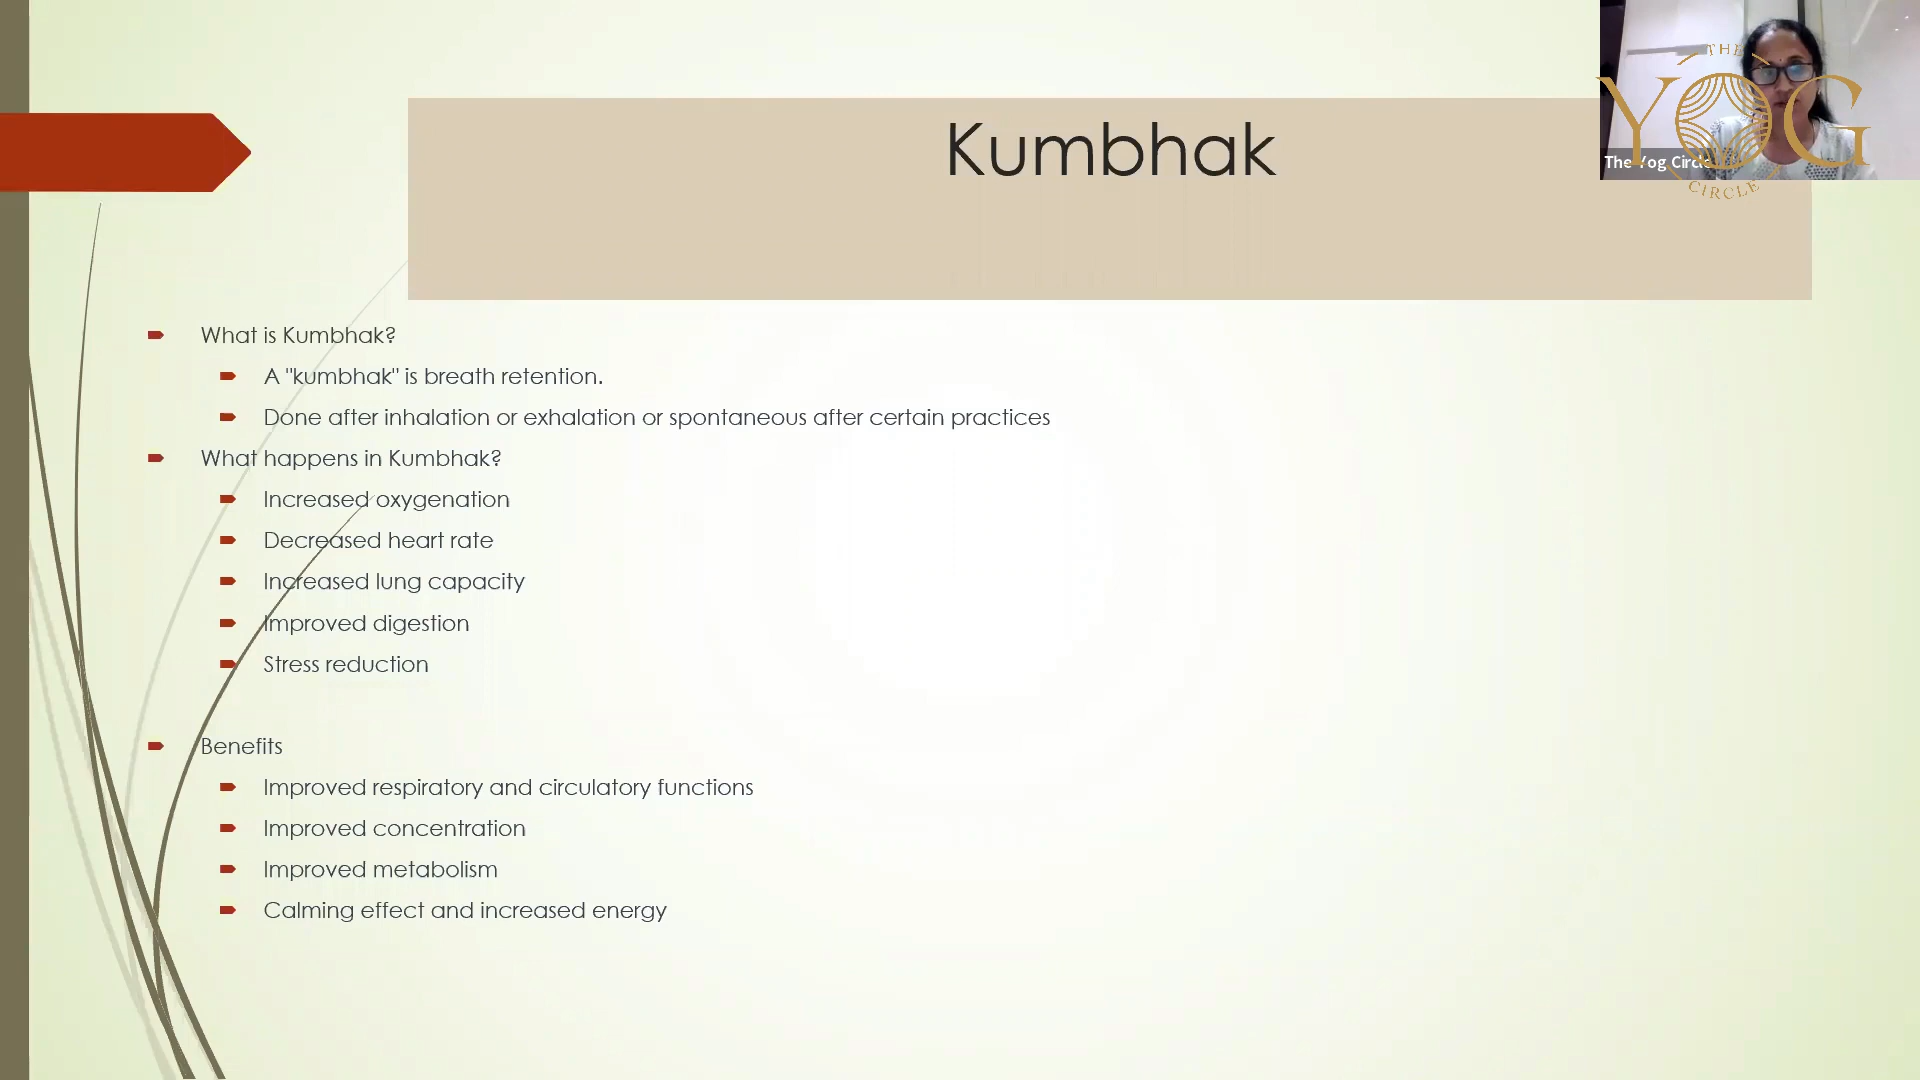 Kumbhak
THE
YOG
CIRCLE
The Yog Circle
What is Kumbhak?
A "kumbhak" is breath retention.
Done after inhalation or exhalation or spontaneous after certain practices
What happens in Kumbhak?
Increased oxygenation
Decreased heart rate
Increased lung capacity
Improved digestion
Stress reduction
Benefits
Improved respiratory and circulatory functions
Improved concentration
Improved metabolism
Calming effect and increased energy